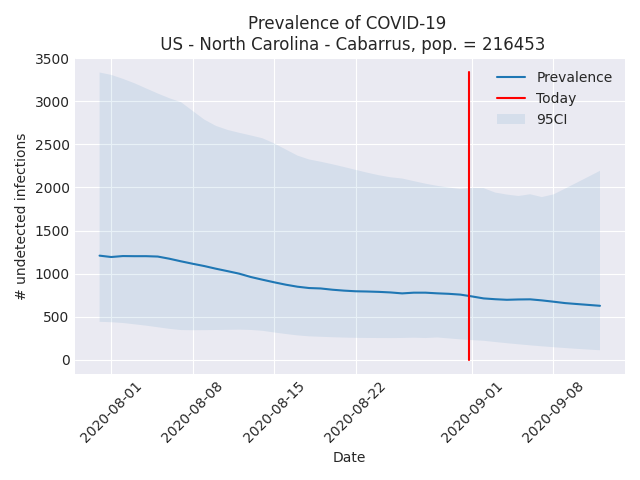 Prevalence of COVID-19
US - North Carolina - Cabarrus, pop. = 216453
3500
3000
2500
2000
1500
1000
500
0
# undetected infections
Prevalence
Today
95CI
2020-08-01
2020-08-08
2020-08-15
2020-08-22
2020-09-01
2020-09-08
Date